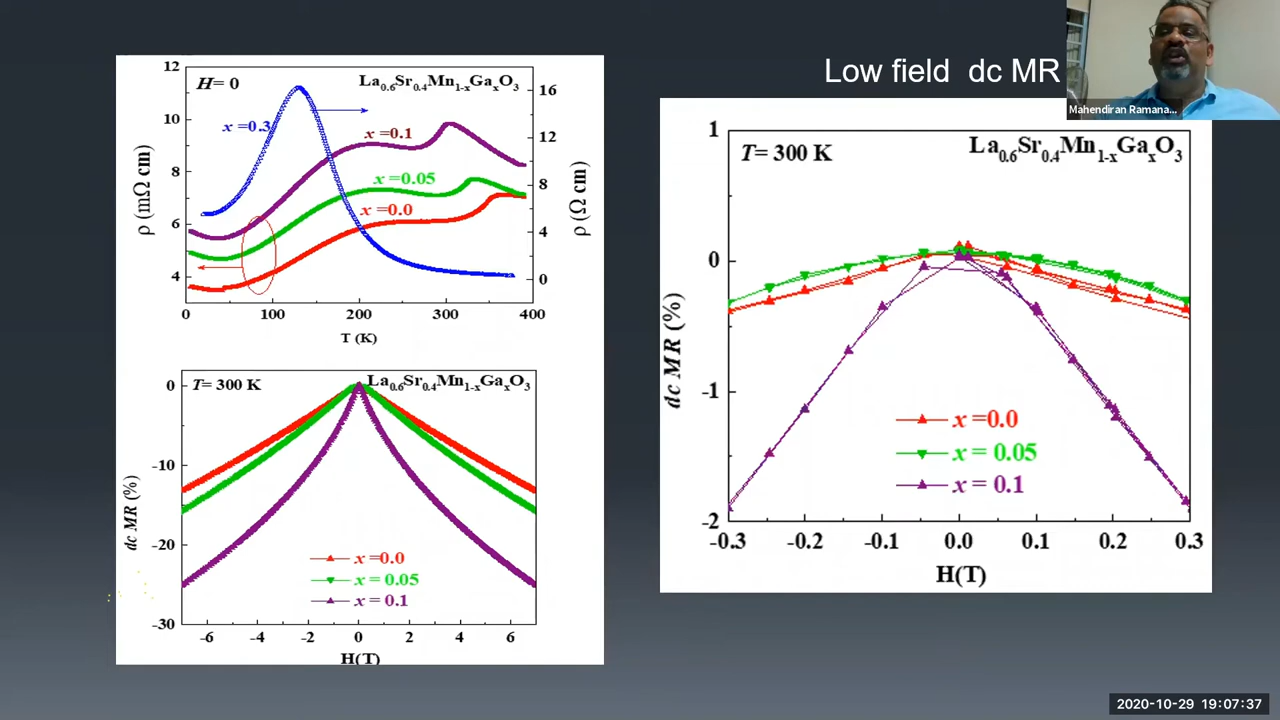 Low field dc MR
Mahendiran Ramana...
H= 0
La0.6Sr0.4Mn1-xGaxO3
x=0.3
x=0.1
x=0.05
x=0.0
ρ (mΩ cm)
ρ (Ω cm)
12
10
8
6
4
16
12
8
4
0
0 100 200 300 400
T (K)
T= 300 K
La0.6Sr0.4Mn1-xGaxO3
dc MR (%)
0
-10
-20
-30
x=0.0
x = 0.05
x = 0.1
-6 -4 -2 0 2 4 6
H(T)
T= 300 K
La0.6Sr0.4Mn1-xGaxO3
dc MR (%)
1
0
-1
-2
x=0.0
x = 0.05
x = 0.1
-0.3 -0.2 -0.1 0.0 0.1 0.2 0.3
H(T)
2020-10-29 19:07:37